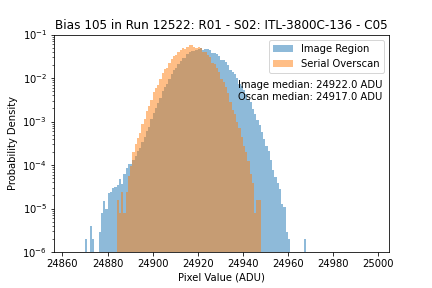 Bias 105 in Run 12522: R01 - S02: ITL-3800C-136 - C05
Image Region
Serial Overscan
Image median: 24922.0 ADU
Oscan median: 24917.0 ADU
Probability Density
10⁻¹
10⁻²
10⁻³
10⁻⁴
10⁻⁵
10⁻⁶
24860 24880 24900 24920 24940 24960 24980 25000
Pixel Value (ADU)